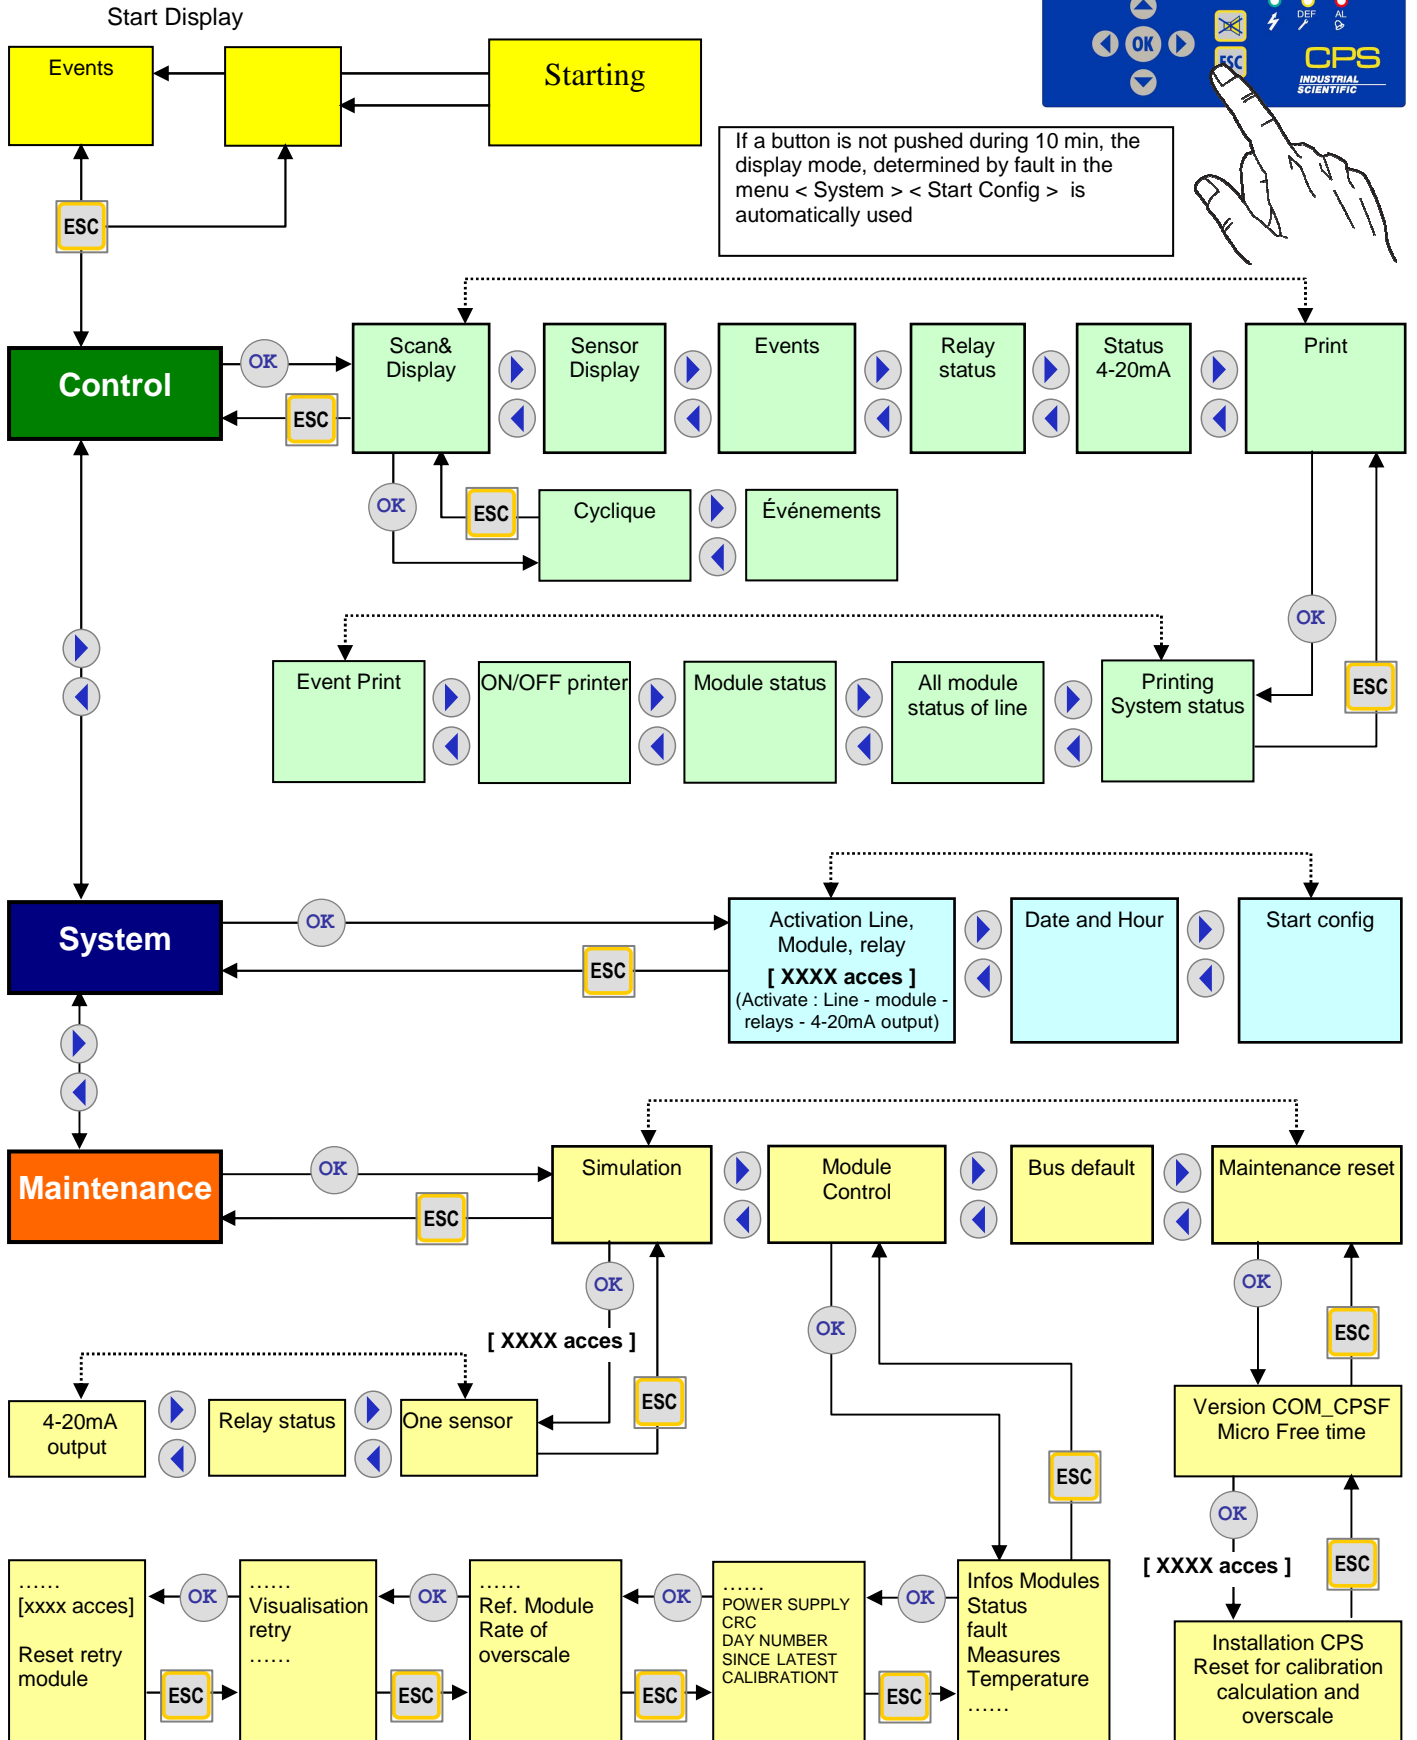 Start Display
Events
Starting
OK
ESC
DEF
AL
CPS
INDUSTRIAL
SCIENTIFIC
If a button is not pushed during 10 min, the
display mode, determined by fault in the
menu < System > < Start Config >  is
automatically used
ESC
Control
OK
ESC
Scan&
Display
Sensor
Display
Events
Relay
status
Status
4-20mA
Print
OK
ESC
Cyclique
Événements
OK
ESC
Event Print
ON/OFF printer
Module status
All module
status of line
Printing
System status
System
OK
ESC
Activation Line,
Module, relay
[ XXXX acces ]
(Activate : Line - module -
relays - 4-20mA output)
Date and Hour
Start config
Maintenance
OK
ESC
Simulation
Module
Control
Bus default
Maintenance reset
OK
[ XXXX acces ]
ESC
OK
ESC
OK
ESC
4-20mA
output
Relay status
One sensor
Version COM_CPSF
Micro Free time
OK
[ XXXX acces ]
ESC
......
[xxxx acces]
Reset retry
module
OK
ESC
......
Visualisation
retry
......
OK
ESC
......
Ref. Module
Rate of
overscale
OK
ESC
......
POWER SUPPLY
CRC
DAY NUMBER
SINCE LATEST
CALIBRATIONT
OK
ESC
Infos Modules
Status
fault
Measures
Temperature
......
Installation CPS
Reset for calibration
calculation and
overscale